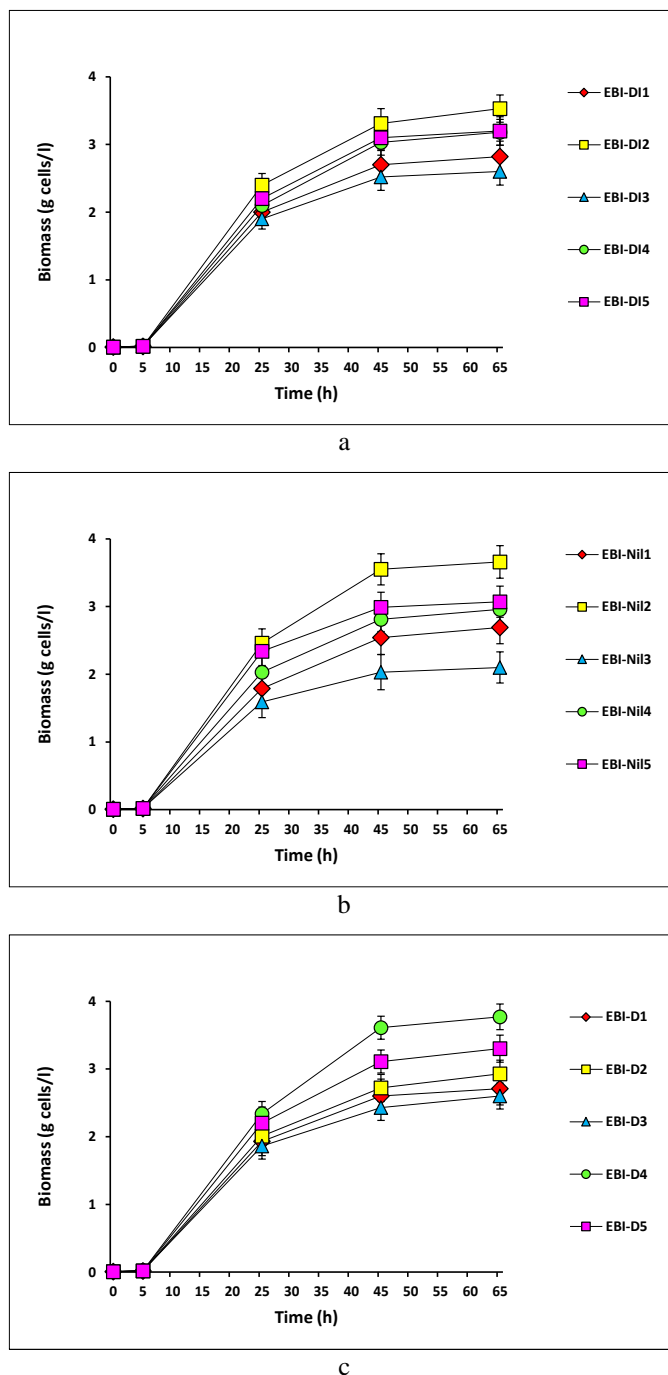 4
3
2
1
0
Biomass (g cells/l)
0 5 10 15 20 25 30 35 40 45 50 55 60 65
Time (h)
EBI-DI1
EBI-DI2
EBI-DI3
EBI-DI4
EBI-DI5
a
4
3
2
1
0
Biomass (g cells/l)
0 5 10 15 20 25 30 35 40 45 50 55 60 65
Time (h)
EBI-Nil1
EBI-Nil2
EBI-Nil3
EBI-Nil4
EBI-Nil5
b
4
3
2
1
0
Biomass (g cells/l)
0 5 10 15 20 25 30 35 40 45 50 55 60 65
Time (h)
EBI-D1
EBI-D2
EBI-D3
EBI-D4
EBI-D5
c